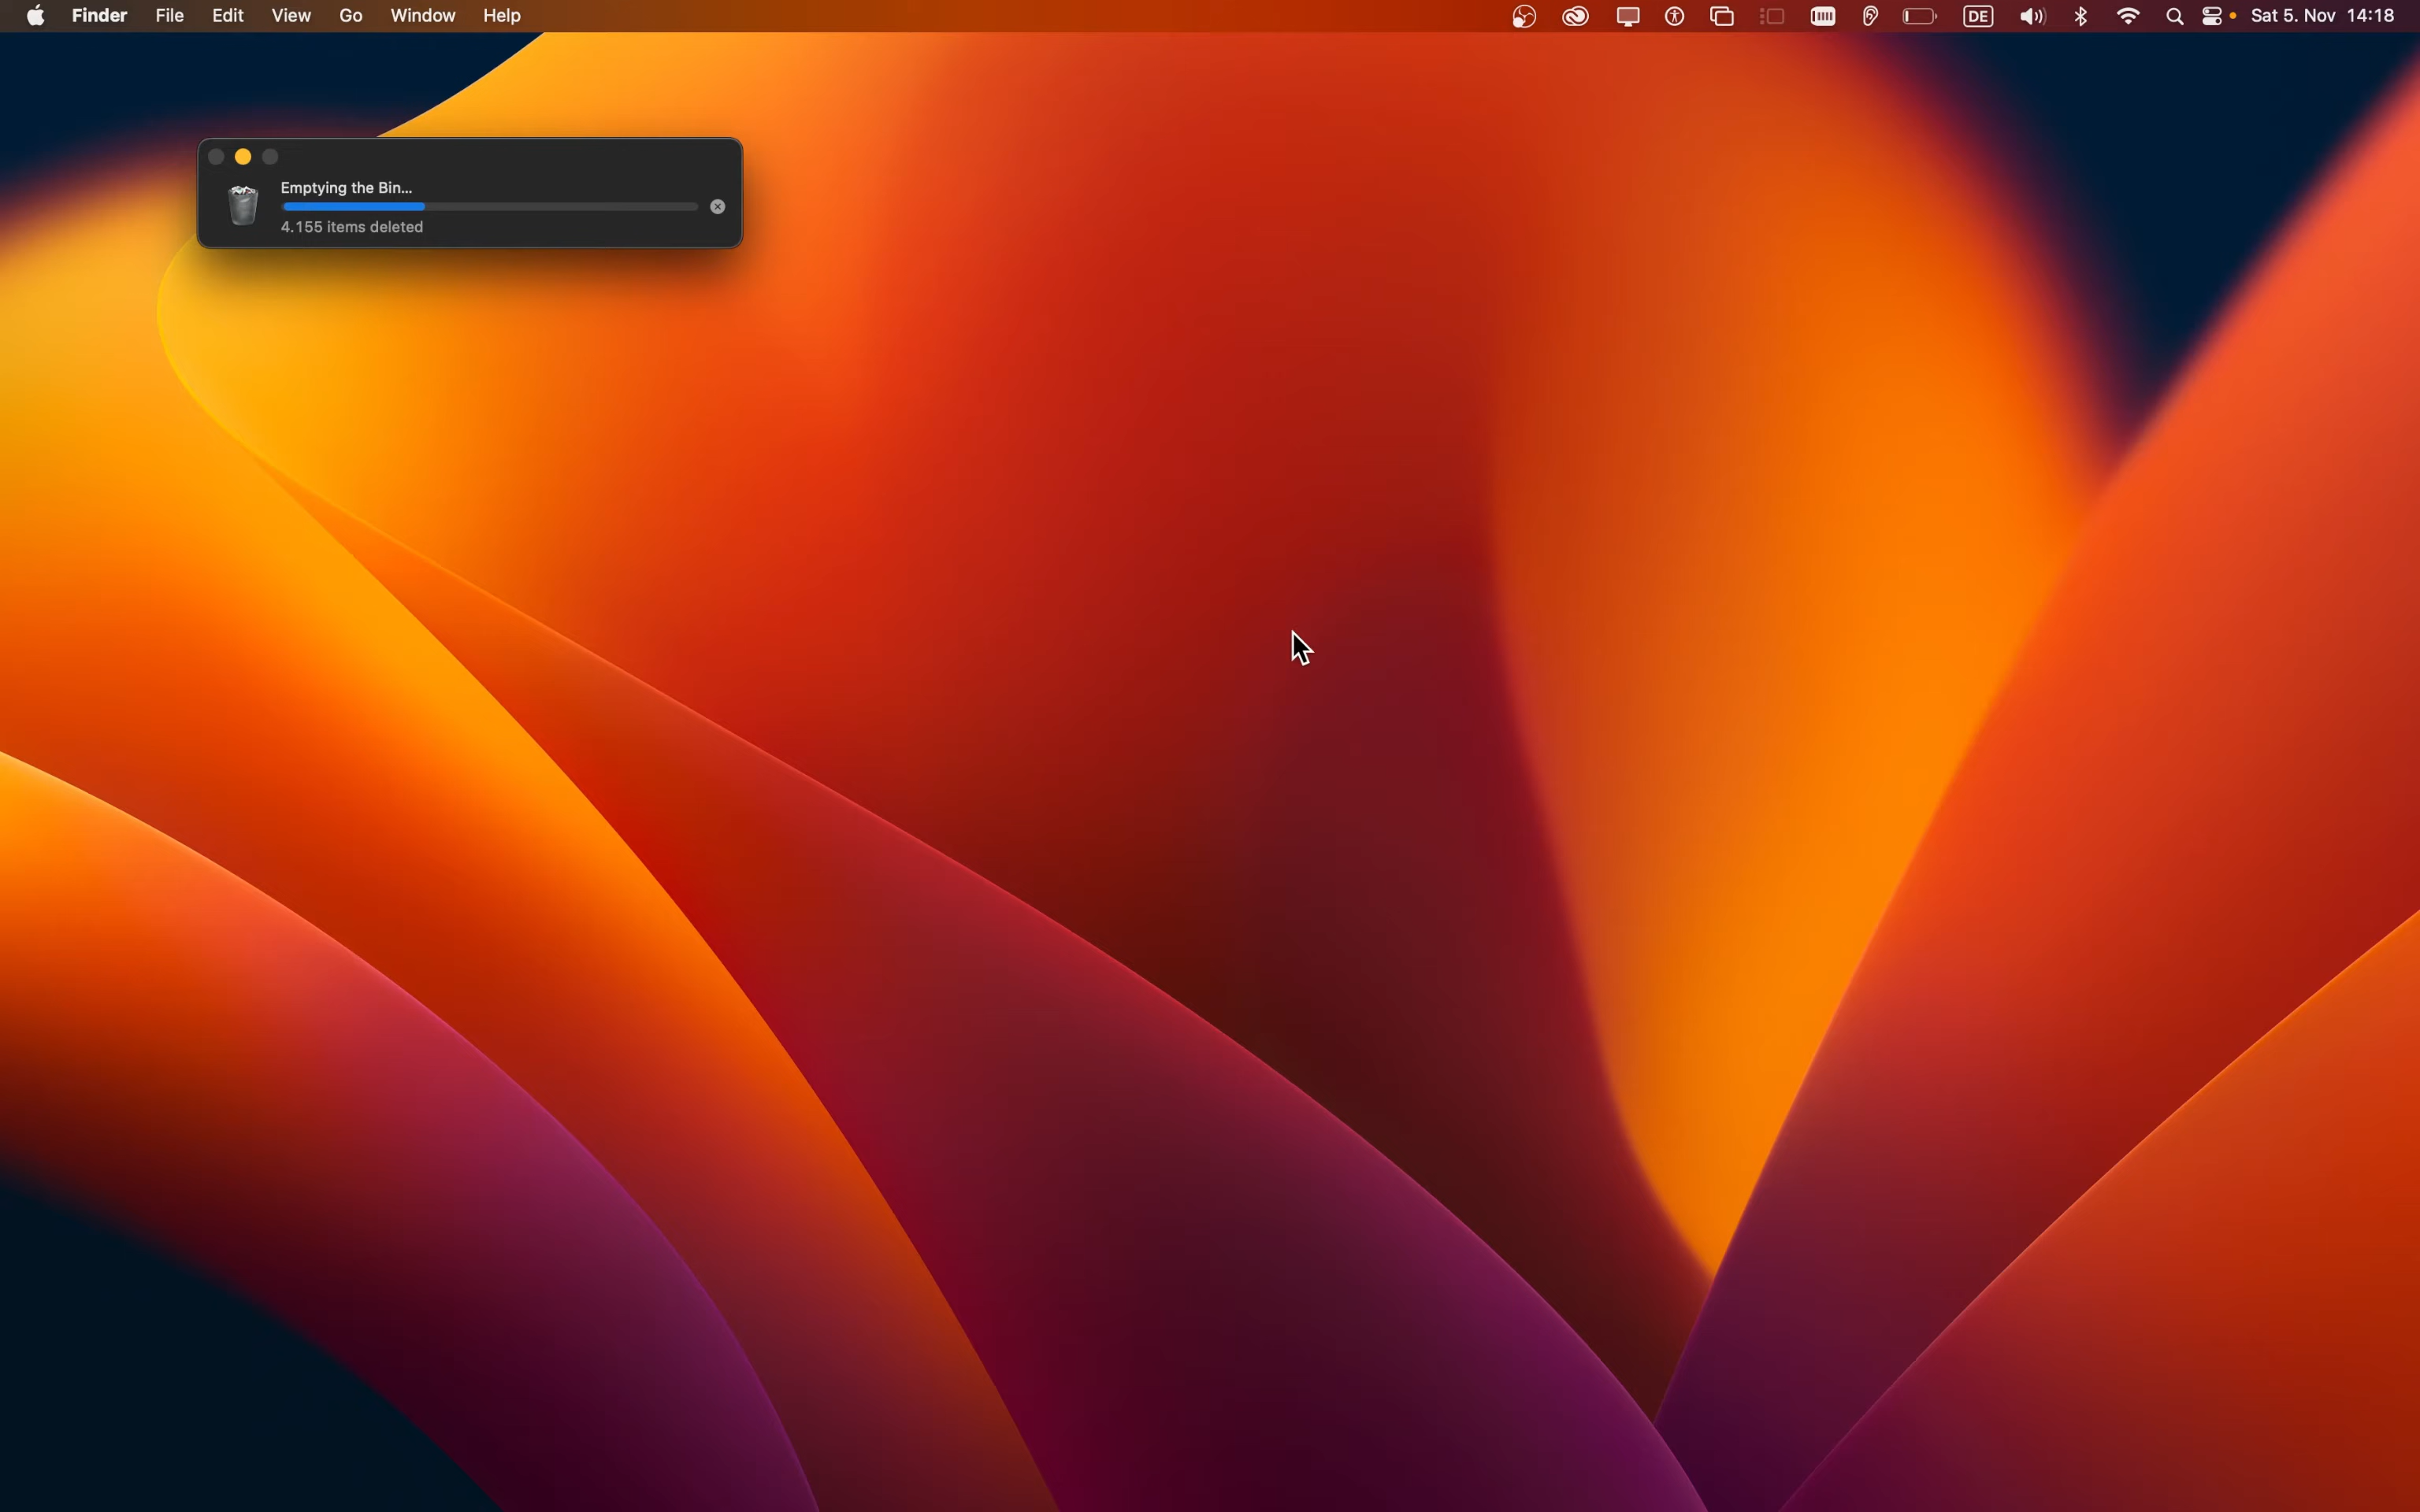 Finder File Edit View Go Window Help DE Sat 5. Nov 14:18
Emptying the Bin...
4.155 items deleted